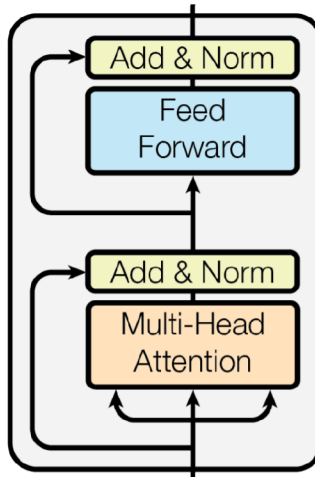 Add & Norm
Feed
Forward
Add & Norm
Multi-Head
Attention